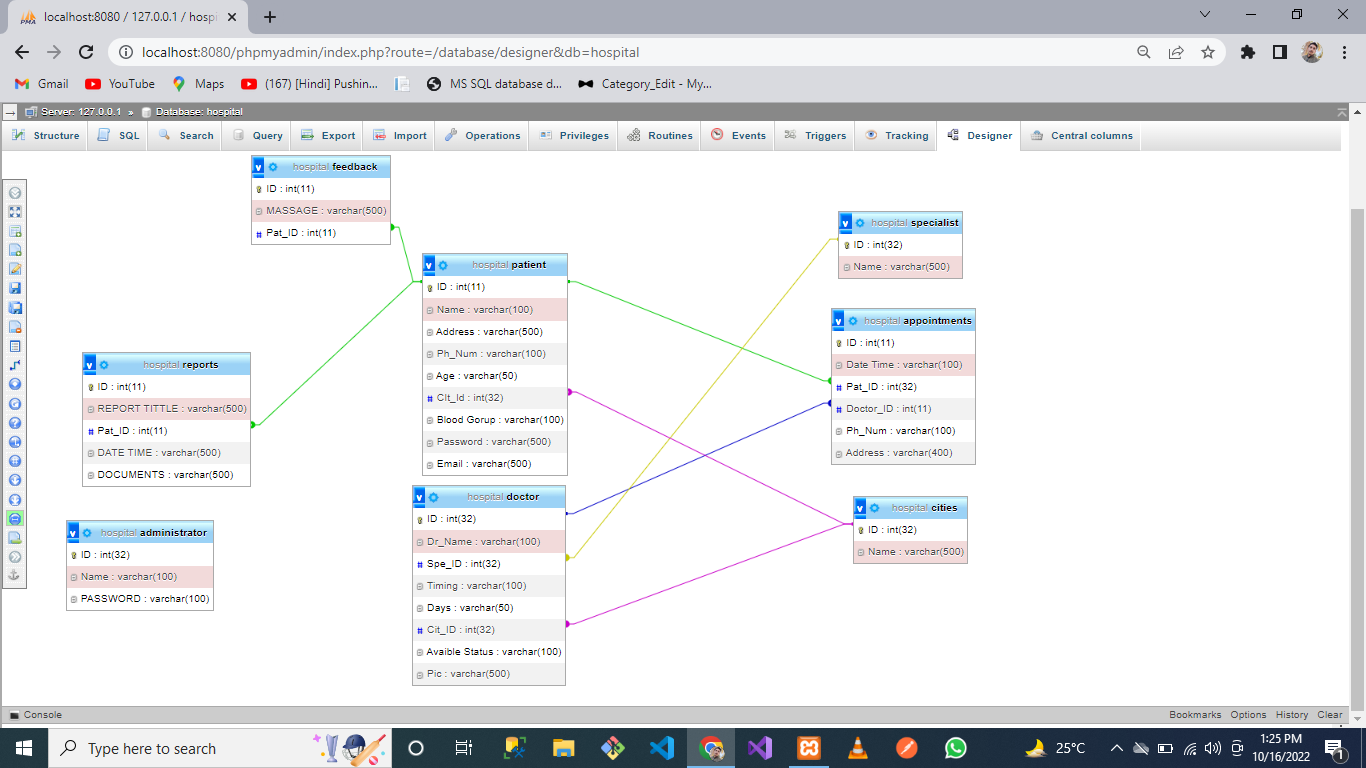 localhost:8080 / 127.0.0.1 / hospi
localhost:8080/phpmyadmin/index.php?route=/database/designer&db=hospital
Gmail YouTube Maps (167) [Hindi] Pushin... MS SQL database d... Category_Edit - My...
Server: 127.0.0.1 » Database: hospital
Structure SQL Search Query Export Import Operations Privileges Routines Events Triggers Tracking Designer Central columns
hospital feedback
ID : int(11)
MASSAGE : varchar(500)
Pat_ID : int(11)
hospital specialist
ID : int(32)
Name : varchar(500)
hospital patient
ID : int(11)
Name : varchar(100)
Address : varchar(500)
Ph_Num : varchar(100)
Age : varchar(50)
Clt_Id : int(32)
Blood Gorup : varchar(100)
Password : varchar(500)
Email : varchar(500)
hospital appointments
ID : int(11)
Date Time : varchar(100)
Pat_ID : int(32)
Doctor_ID : int(11)
Ph_Num : varchar(100)
Address : varchar(400)
hospital reports
ID : int(11)
REPORT TITTLE : varchar(500)
Pat_ID : int(11)
DATE TIME : varchar(500)
DOCUMENTS : varchar(500)
hospital doctor
ID : int(32)
Dr_Name : varchar(100)
Spe_ID : int(32)
Timing : varchar(100)
Days : varchar(50)
Cit_ID : int(32)
Avaible Status : varchar(100)
Pic : varchar(500)
hospital cities
ID : int(32)
Name : varchar(500)
hospital administrator
ID : int(32)
Name : varchar(100)
PASSWORD : varchar(100)
Console Bookmarks Options History Clear
Type here to search
25°C
1:25 PM
10/16/2022
1